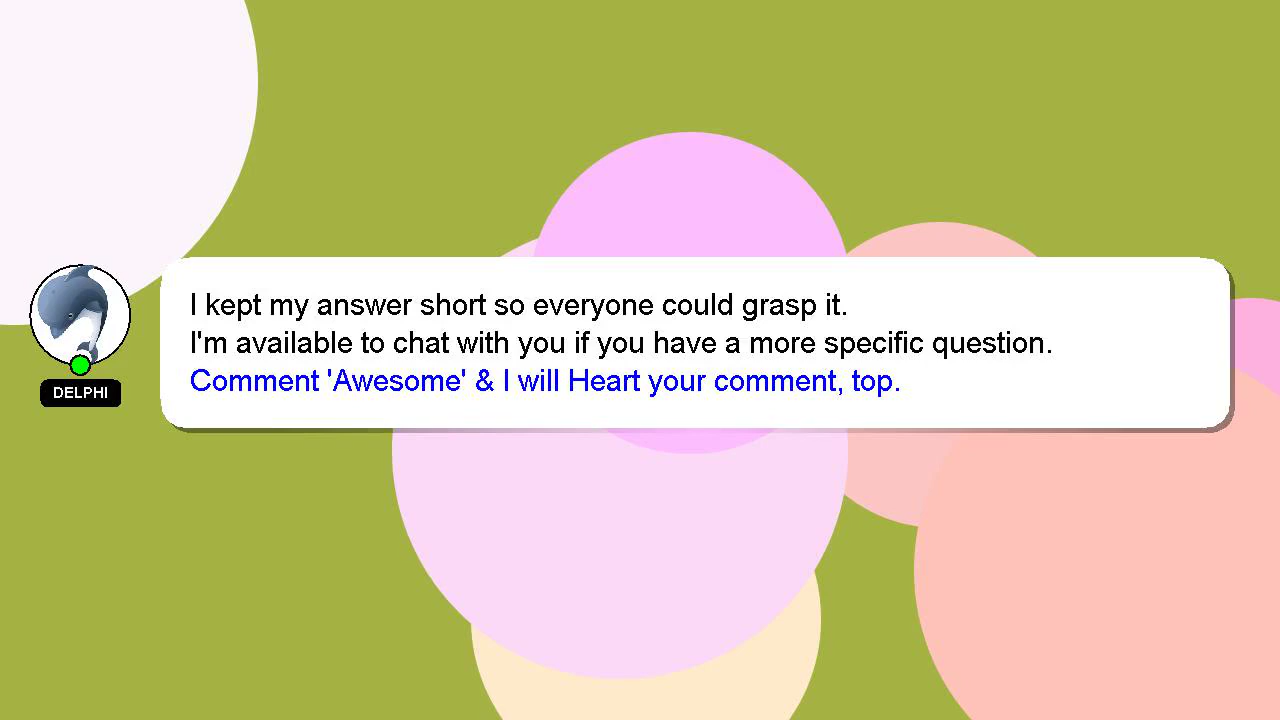 I kept my answer short so everyone could grasp it.
I'm available to chat with you if you have a more specific question.
Comment 'Awesome' & I will Heart your comment, top.
DELPHI